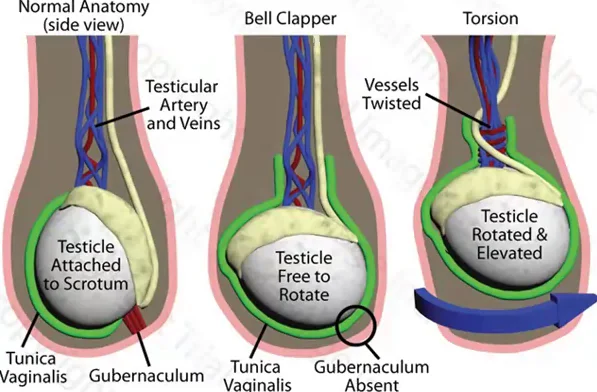 Normal Anatomy
(side view)
Bell Clapper
Torsion
Testicular
Artery
and Veins
Vessels
Twisted
Testicle
Attached
to Scrotum
Testicle
Free to
Rotate
Testicle
Rotated &
Elevated
Tunica
Vaginalis
Gubernaculum
Tunica
Vaginalis
Gubernaculum
Absent